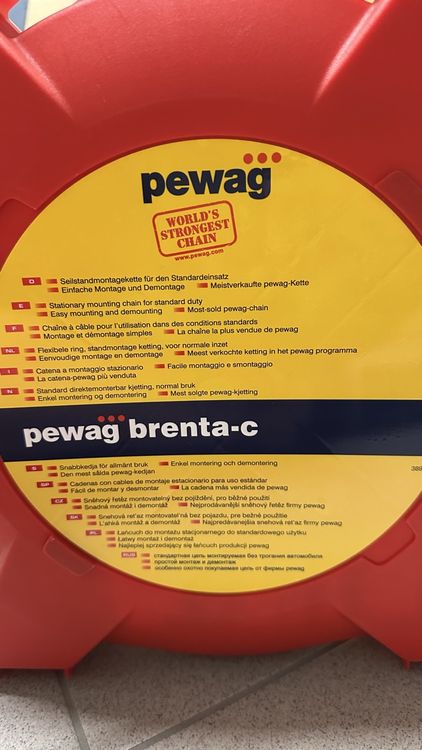 pewag
WORLD'S
STRONGEST
CHAIN
www.pewag.com
D Seilstandmontagekette für den Standardeinsatz
Einfache Montage und Demontage Meistverkaufte pewag-Kette
E Stationary mounting chain for standard duty
Easy mounting and demounting Most-sold pewag-chain
F Chaîne à câble pour l'utilisation dans des conditions standards
Montage et démontage simples La chaîne la plus vendue de pewag
NL Flexibele ring, standmontage ketting, voor normale inzet
Eenvoudige montage en demontage Meest verkochte ketting in het pewag programma
I Catena a montaggio stazionario Facile montaggio e smontaggio
La catena-pewag più venduta
N Standard direktemonterbar kjetting, normal bruk
Enkel montering og demontering Mest solgte pewag-kjetting
pewag brenta-c
S Snabbkedja för allmänt bruk Enkel montering och demontering
Den mest sålda pewag-kedjan
388
SP Cadenas con cables de montaje estacionario para uso estándar
Fácil de montar y desmontar La cadena más vendida de pewag
CZ Sněhový řetěz montovatelný bez pojíždění, pro běžné použití
Snadná montáž i demontáž Nejprodávanější sněhový řetěz firmy pewag
SK Snehová reťaz montovateľná bez pojazdu, pre bežné použitie
L'ahká montáž a demontáž Najpredávanejšia snehová reťaz firmy pewag
PL Łańcuch do montażu stacjonarnego do standardowego użytku
Łatwy montaż i demontaż
Najlepiej sprzedający się łańcuch produkcji pewag
RUS стандартная цепь монтируемая без трогания автомобиля
простой монтаж и демонтаж
особенно охотно покупаемая цепь от фирмы pewag